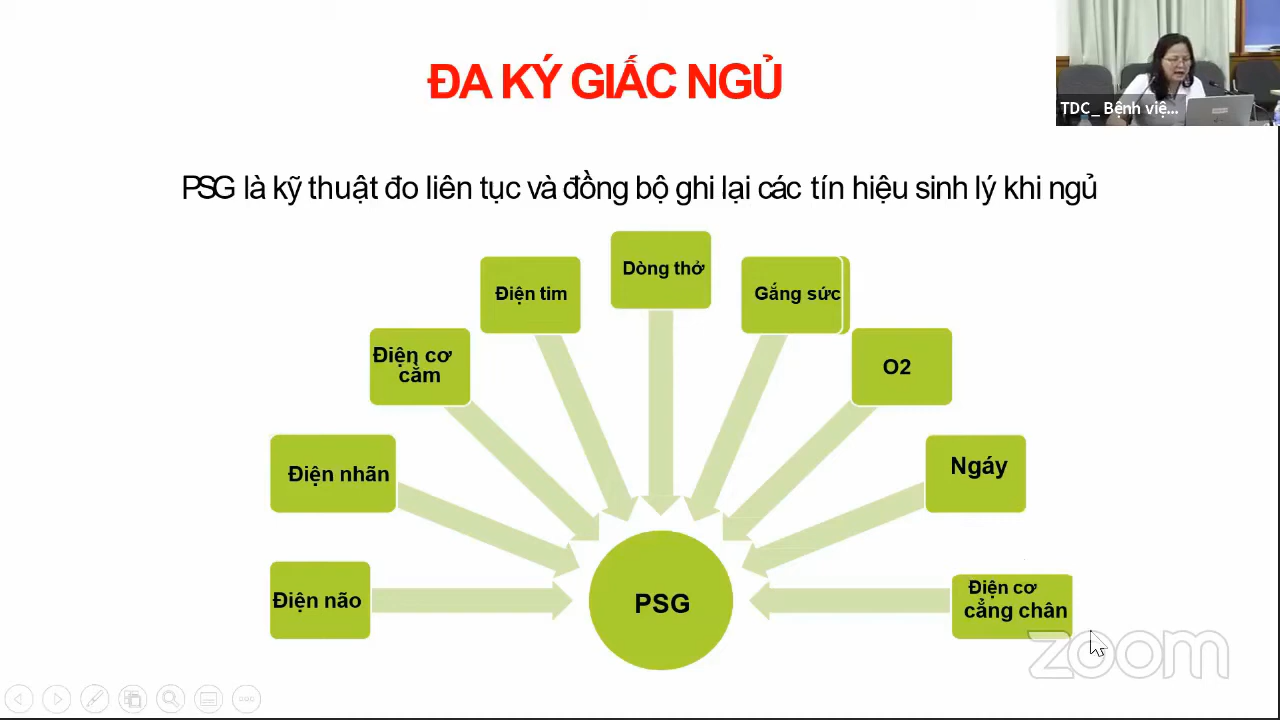 ĐA KÝ GIẤC NGỦ
TDC_ Bệnh việ...
PSG là kỹ thuật đo liên tục và đồng bộ ghi lại các tín hiệu sinh lý khi ngủ
Dòng thở
Điện tim
Gắng sức
Điện cơ
cằm
O2
Điện nhãn
Ngáy
Điện não
PSG
Điện cơ
cẳng chân
zoom